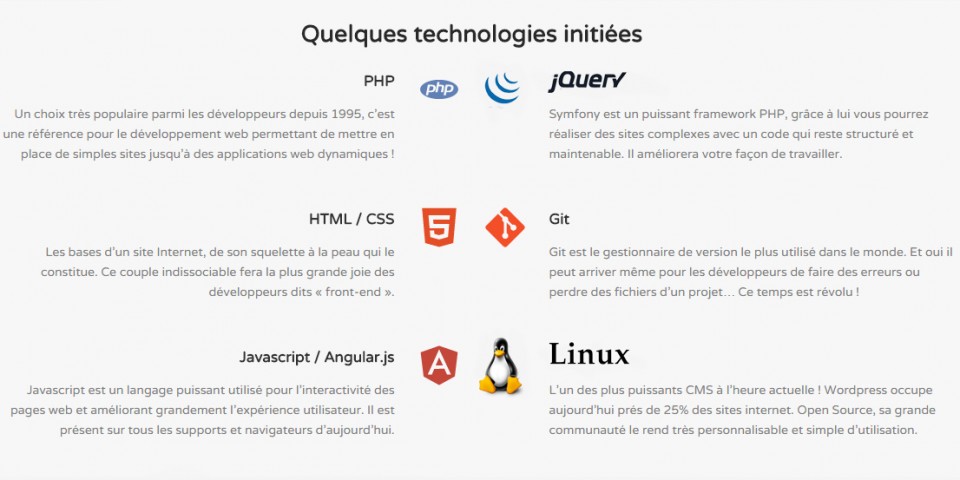 Quelques technologies initiées
PHP
php
Un choix très populaire parmi les développeurs depuis 1995, c'est
une référence pour le développement web permettant de mettre en
place de simples sites jusqu'à des applications web dynamiques !
jQuery
Symfony est un puissant framework PHP, grâce à lui vous pourrez
réaliser des sites complexes avec un code qui reste structuré et
maintenable. Il améliorera votre façon de travailler.
HTML / CSS
5
Les bases d'un site Internet, de son squelette à la peau qui le
constitue. Ce couple indissociable fera la plus grande joie des
développeurs dits « front-end ».
Git
Git est le gestionnaire de version le plus utilisé dans le monde. Et oui il
peut arriver même pour les développeurs de faire des erreurs ou
perdre des fichiers d'un projet... Ce temps est révolu !
Javascript / Angular.js
A
Javascript est un langage puissant utilisé pour l'interactivité des
pages web et améliorant grandement l'expérience utilisateur. Il est
présent sur tous les supports et navigateurs d'aujourd'hui.
Linux
L'un des plus puissants CMS à l'heure actuelle ! Wordpress occupe
aujourd'hui prés de 25% des sites internet. Open Source, sa grande
communauté le rend très personnalisable et simple d'utilisation.